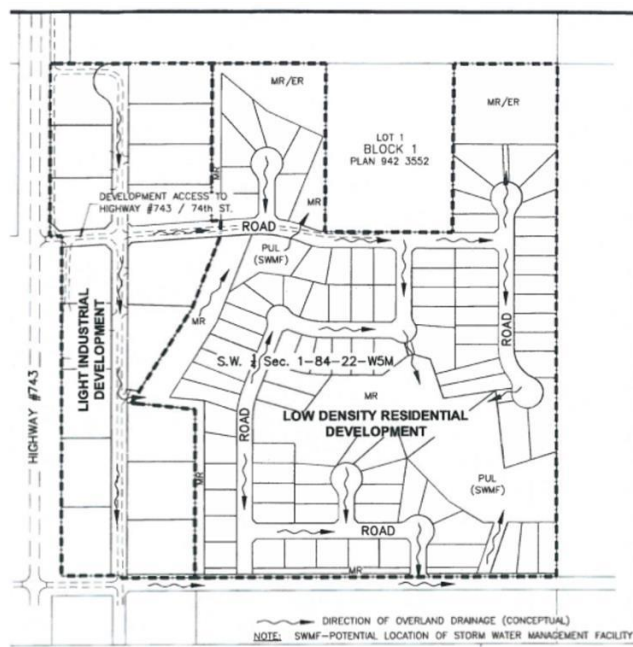 MR/ER
MR/ER
LOT 1
BLOCK 1
PLAN 942 3552
MR
MR
DEVELOPMENT ACCESS TO
HIGHWAY #743 / 74th ST.
ROAD
PUL
(SWMF)
HIGHWAY #743
LIGHT INDUSTRIAL
DEVELOPMENT
MR
ROAD
S.W. ¼ Sec. 1-84-22-W5M
MR
LOW DENSITY RESIDENTIAL
DEVELOPMENT
ROAD
MR
PUL
(SWMF)
ROAD
MR
DIRECTION OF OVERLAND DRAINAGE (CONCEPTUAL)
NOTE: SWMF-POTENTIAL LOCATION OF STORM WATER MANAGEMENT FACILITY